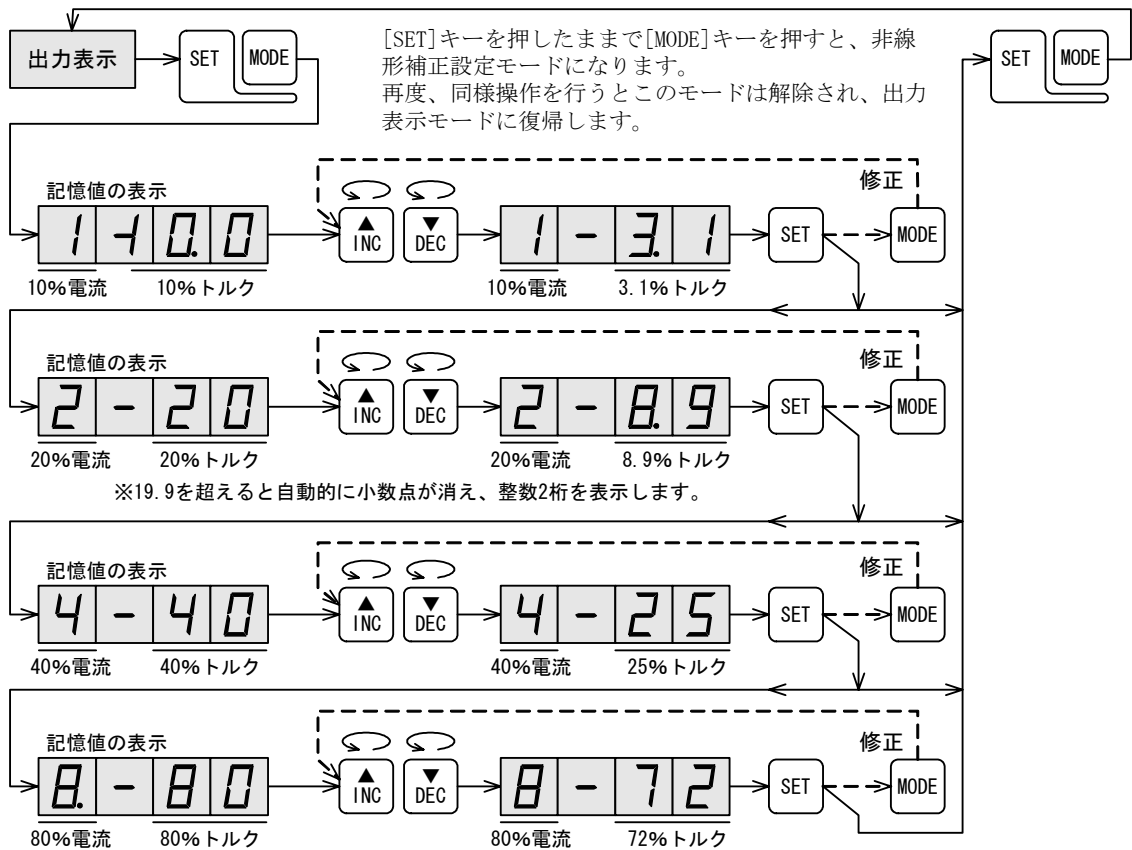 出力表示 SET MODE
[SET]キーを押したままで[MODE]キーを押すと、非線
形補正設定モードになります。
再度、同様操作を行うとこのモードは解除され、出力
表示モードに復帰します。
SET MODE
記憶値の表示
修正
1 -10.0 ▲ INC ▼ DEC 1 - 3.1 SET MODE
10%電流 10%トルク 10%電流 3.1%トルク
記憶値の表示
修正
2 - 20 ▲ INC ▼ DEC 2 - 8.9 SET MODE
20%電流 20%トルク 20%電流 8.9%トルク
※19.9を超えると自動的に小数点が消え、整数2桁を表示します。
記憶値の表示
修正
4 - 40 ▲ INC ▼ DEC 4 - 25 SET MODE
40%電流 40%トルク 40%電流 25%トルク
記憶値の表示
修正
8. - 80 ▲ INC ▼ DEC 8 - 72 SET MODE
80%電流 80%トルク 80%電流 72%トルク